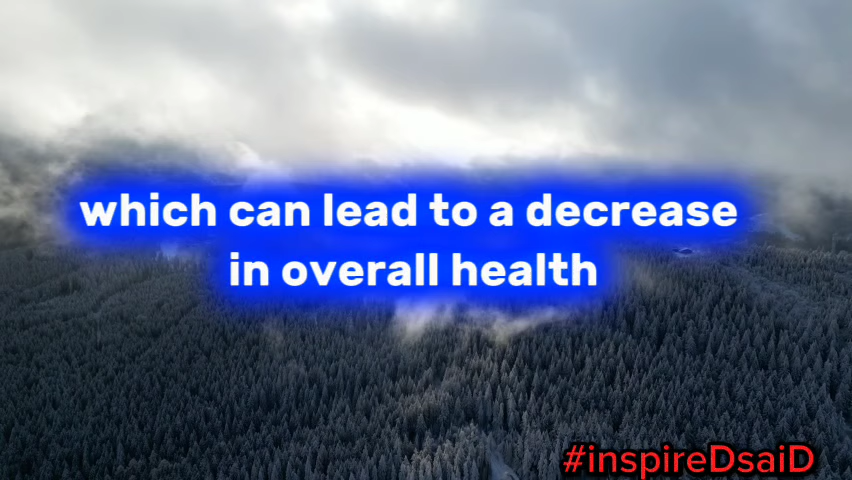 which can lead to a decrease
in overall health
#inspireDsaiD